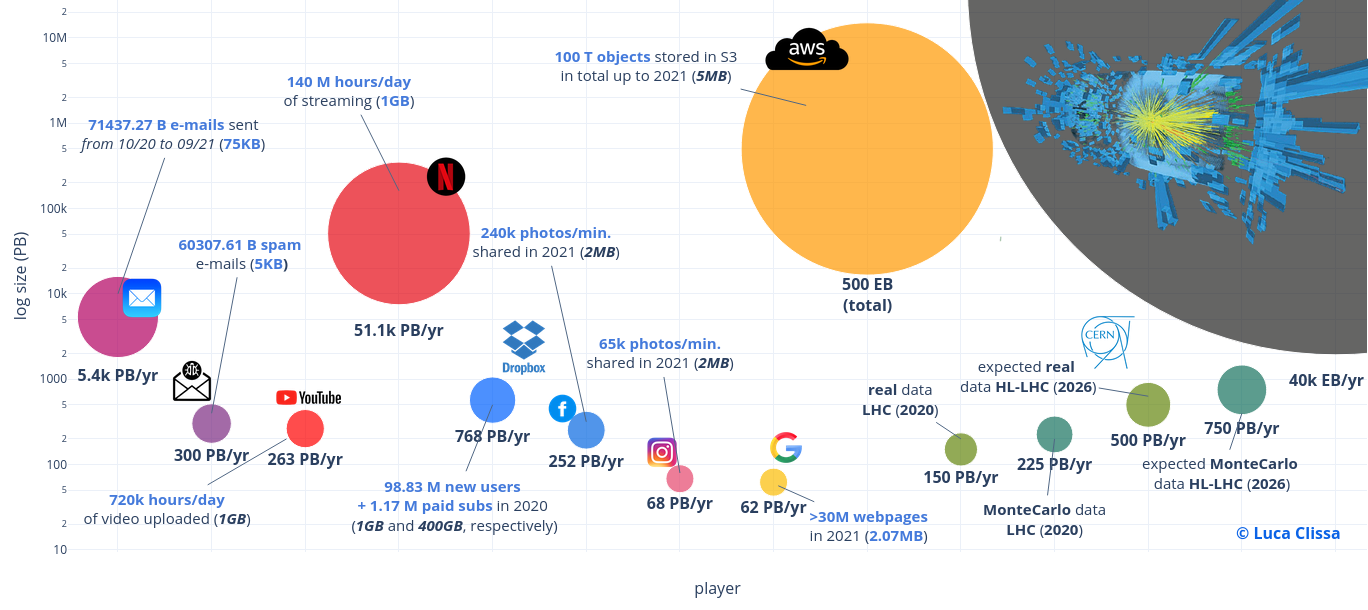 log size (PB)
2
10M
5
2
1M
5
2
100k
5
2
10k
5
2
1000
5
2
100
5
2
10
71437.27 B e-mails sent
from 10/20 to 09/21 (75KB)
5.4k PB/yr
60307.61 B spam
e-mails (5KB)
300 PB/yr
YouTube
263 PB/yr
720k hours/day
of video uploaded (1GB)
140 M hours/day
of streaming (1GB)
N
51.1k PB/yr
Dropbox
768 PB/yr
98.83 M new users
+ 1.17 M paid subs in 2020
(1GB and 400GB, respectively)
240k photos/min.
shared in 2021 (2MB)
f
252 PB/yr
65k photos/min.
shared in 2021 (2MB)
68 PB/yr
G
62 PB/yr
>30M webpages
in 2021 (2.07MB)
100 T objects stored in S3
in total up to 2021 (5MB)
aws
500 EB
(total)
real data
LHC (2020)
150 PB/yr
225 PB/yr
MonteCarlo data
LHC (2020)
CERN
expected real
data HL-LHC (2026)
500 PB/yr
750 PB/yr
expected MonteCarlo
data HL-LHC (2026)
40k EB/yr
© Luca Clissa
player